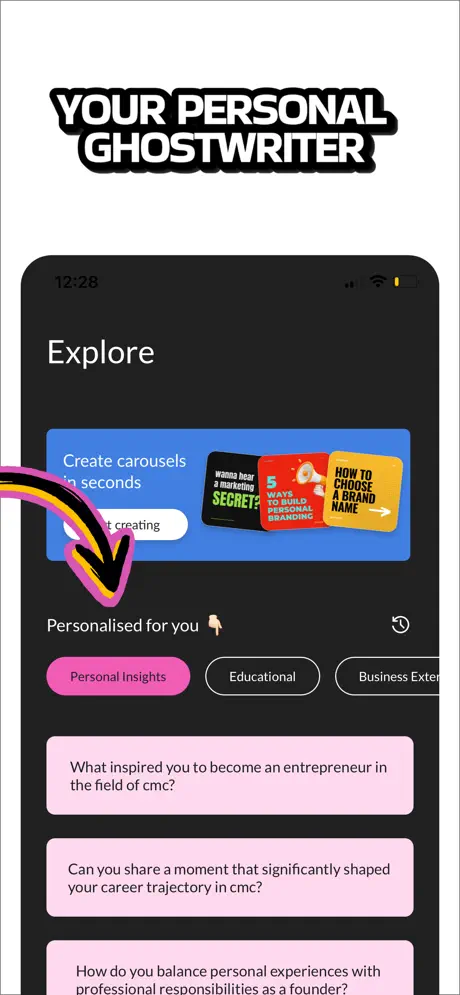 YOUR PERSONAL
GHOSTWRITER
12:28
Explore
Create carousels
in seconds
creating
wanna hear
a marketing
SECRET?
5
WAYS
TO BUILD
PERSONAL
BRANDING
HOW TO
CHOOSE
A BRAND
NAME
Personalised for you 👇🏻
Personal Insights
Educational
Business
What inspired you to become an entrepreneur in
the field of cmc?
Can you share a moment that significantly shaped
your career trajectory in cmc?
How do you balance personal experiences with
professional responsibilities as a founder?